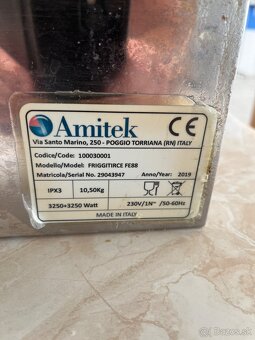 Amitek
CE
Via Santo Marino, 250 - POGGIO TORRIANA (RN) ITALY
Codice/Code: 100030001
Modello/Model: FRIGGITIRCE FE88
Matricola/Serial No. 29043947 Anno/Year: 2019
IPX3 10,50Kg
3250+3250 Watt 230V/1N~ /50-60Hz
MADE IN ITALY
bazos.sk